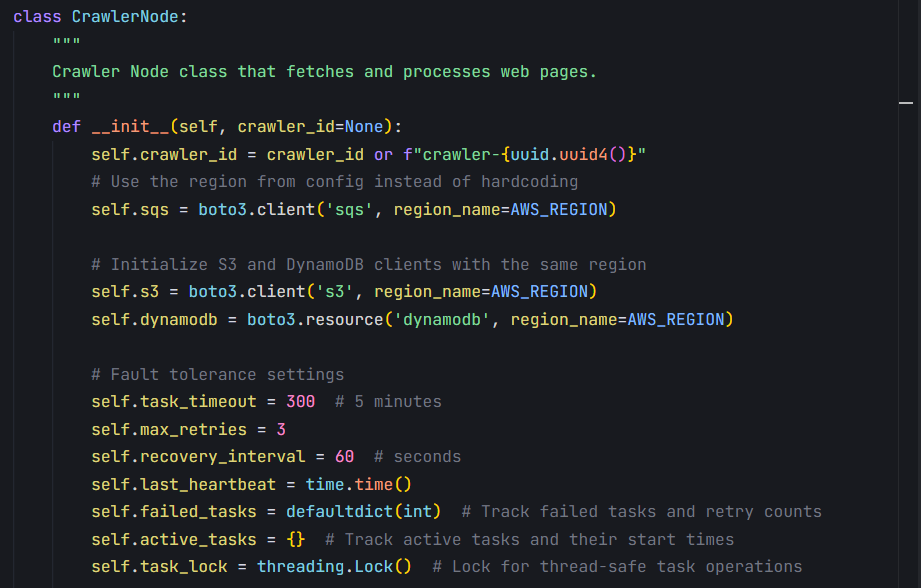 class CrawlerNode:
"""
Crawler Node class that fetches and processes web pages.
"""
def __init__(self, crawler_id=None):
self.crawler_id = crawler_id or f"crawler-{uuid.uuid4()}"
# Use the region from config instead of hardcoding
self.sqs = boto3.client('sqs', region_name=AWS_REGION)
# Initialize S3 and DynamoDB clients with the same region
self.s3 = boto3.client('s3', region_name=AWS_REGION)
self.dynamodb = boto3.resource('dynamodb', region_name=AWS_REGION)
# Fault tolerance settings
self.task_timeout = 300  # 5 minutes
self.max_retries = 3
self.recovery_interval = 60  # seconds
self.last_heartbeat = time.time()
self.failed_tasks = defaultdict(int)  # Track failed tasks and retry counts
self.active_tasks = {}  # Track active tasks and their start times
self.task_lock = threading.Lock()  # Lock for thread-safe task operations